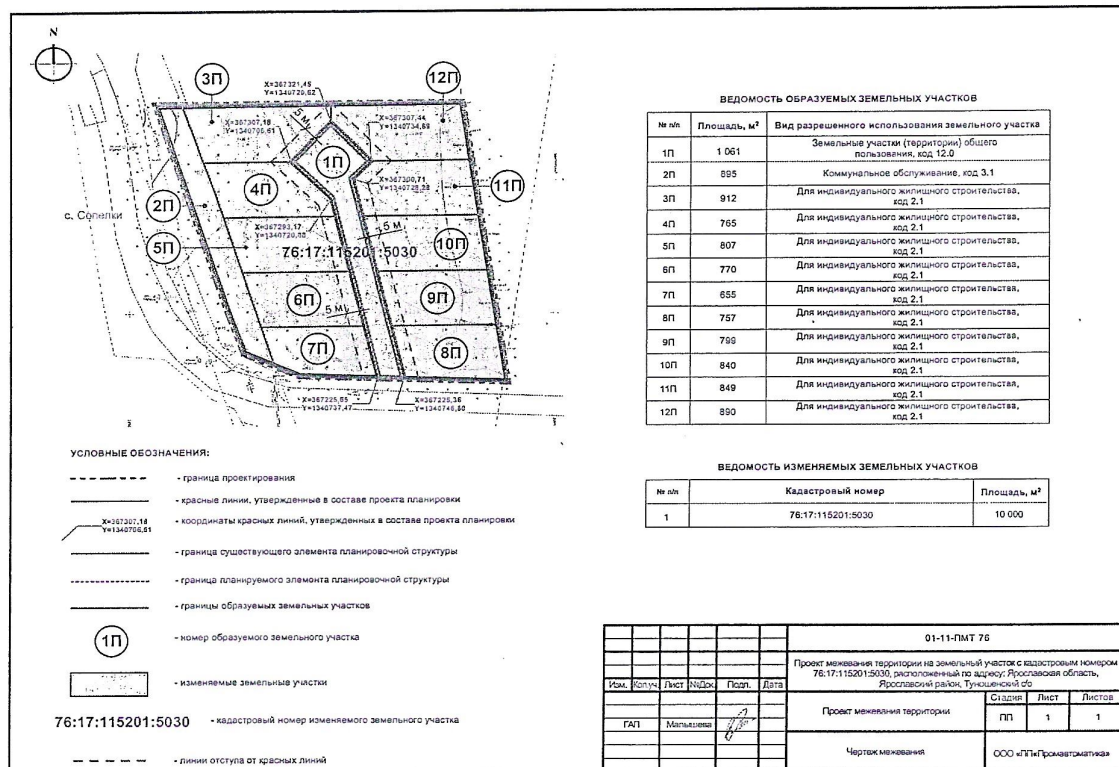 N
3П
12П
X=367321,45
Y=1340720,62
X=367307,18
Y=1340706,61
5 м
X=367307,44
Y=1340734,69
1П
X=367300,71
Y=1340728,28
11П
4П
2П
с. Сопелки
X=367293,17
5П
5 м
76:17:115201:5030
10П
6П
9П
5 м
7П
8П
X=367225,65
Y=1340737,47
X=367225,36
УСЛОВНЫЕ ОБОЗНАЧЕНИЯ:
- граница проектирования
- красные линии, утвержденные в составе проекта планировки
X=367307,18
Y=1340706,61
- координаты красных линий, утвержденных в составе проекта планировки
- граница существующего элемента планировочной структуры
- граница планируемого элемента планировочной структуры
- границы образуемых земельных участков
1П
- номер образуемого земельного участка
- изменяемые земельные участки
76:17:115201:5030 - кадастровый номер изменяемого земельного участка
- линии отступа от красных линий
ВЕДОМОСТЬ ОБРАЗУЕМЫХ ЗЕМЕЛЬНЫХ УЧАСТКОВ
№ п/п Площадь, м² Вид разрешенного использования земельного участка
1П 1 061 Земельные участки (территории) общего
пользования, код 12.0
2П 895 Коммунальное обслуживание, код 3.1
3П 912 Для индивидуального жилищного строительства,
код 2.1
4П 765 Для индивидуального жилищного строительства,
код 2.1
5П 807 Для индивидуального жилищного строительства,
код 2.1
6П 770 Для индивидуального жилищного строительства,
код 2.1
7П 655 Для индивидуального жилищного строительства,
код 2.1
8П 757 Для индивидуального жилищного строительства,
код 2.1
9П 799 Для индивидуального жилищного строительства,
код 2.1
10П 840 Для индивидуального жилищного строительства,
код 2.1
11П 849 Для индивидуального жилищного строительства,
код 2.1
12П 890 Для индивидуального жилищного строительства,
код 2.1
ВЕДОМОСТЬ ИЗМЕНЯЕМЫХ ЗЕМЕЛЬНЫХ УЧАСТКОВ
№ п/п Кадастровый номер Площадь, м²
1 76:17:115201:5030 10 000
01-11-ПМТ 76
Проект межевания территории на земельный участок с кадастровым номером
76:17:115201:5030, расположенный по адресу: Ярославская область,
Ярославский район, Туношенский с/о
Изм. Кол.уч Лист №Док Подп. Дата
Проект межевания территории
Стадия Лист Листов
ПП 1 1
ГАП Малышева
Чертеж межевания
ООО «ПП«Промавтоматика»